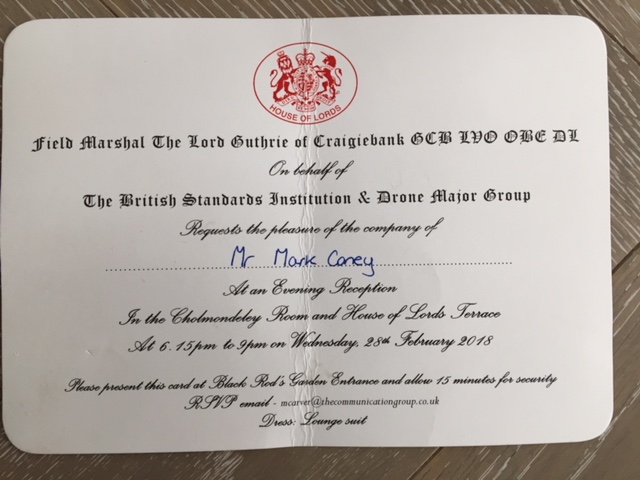 HOUSE OF LORDS
Field Marshal The Lord Guthrie of Craigiebank GCB LVO OBE DL
On behalf of
The British Standards Institution & Drone Major Group
Requests the pleasure of the company of
Mr Mark Caney
At an Evening Reception
In the Cholmondeley Room and House of Lords Terrace
At 6.15pm to 9pm on Wednesday, 28th February 2018
Please present this card at Black Rod's Garden Entrance and allow 15 minutes for security
RSVP email - mcarver@thecommunicationgroup.co.uk
Dress: Lounge suit